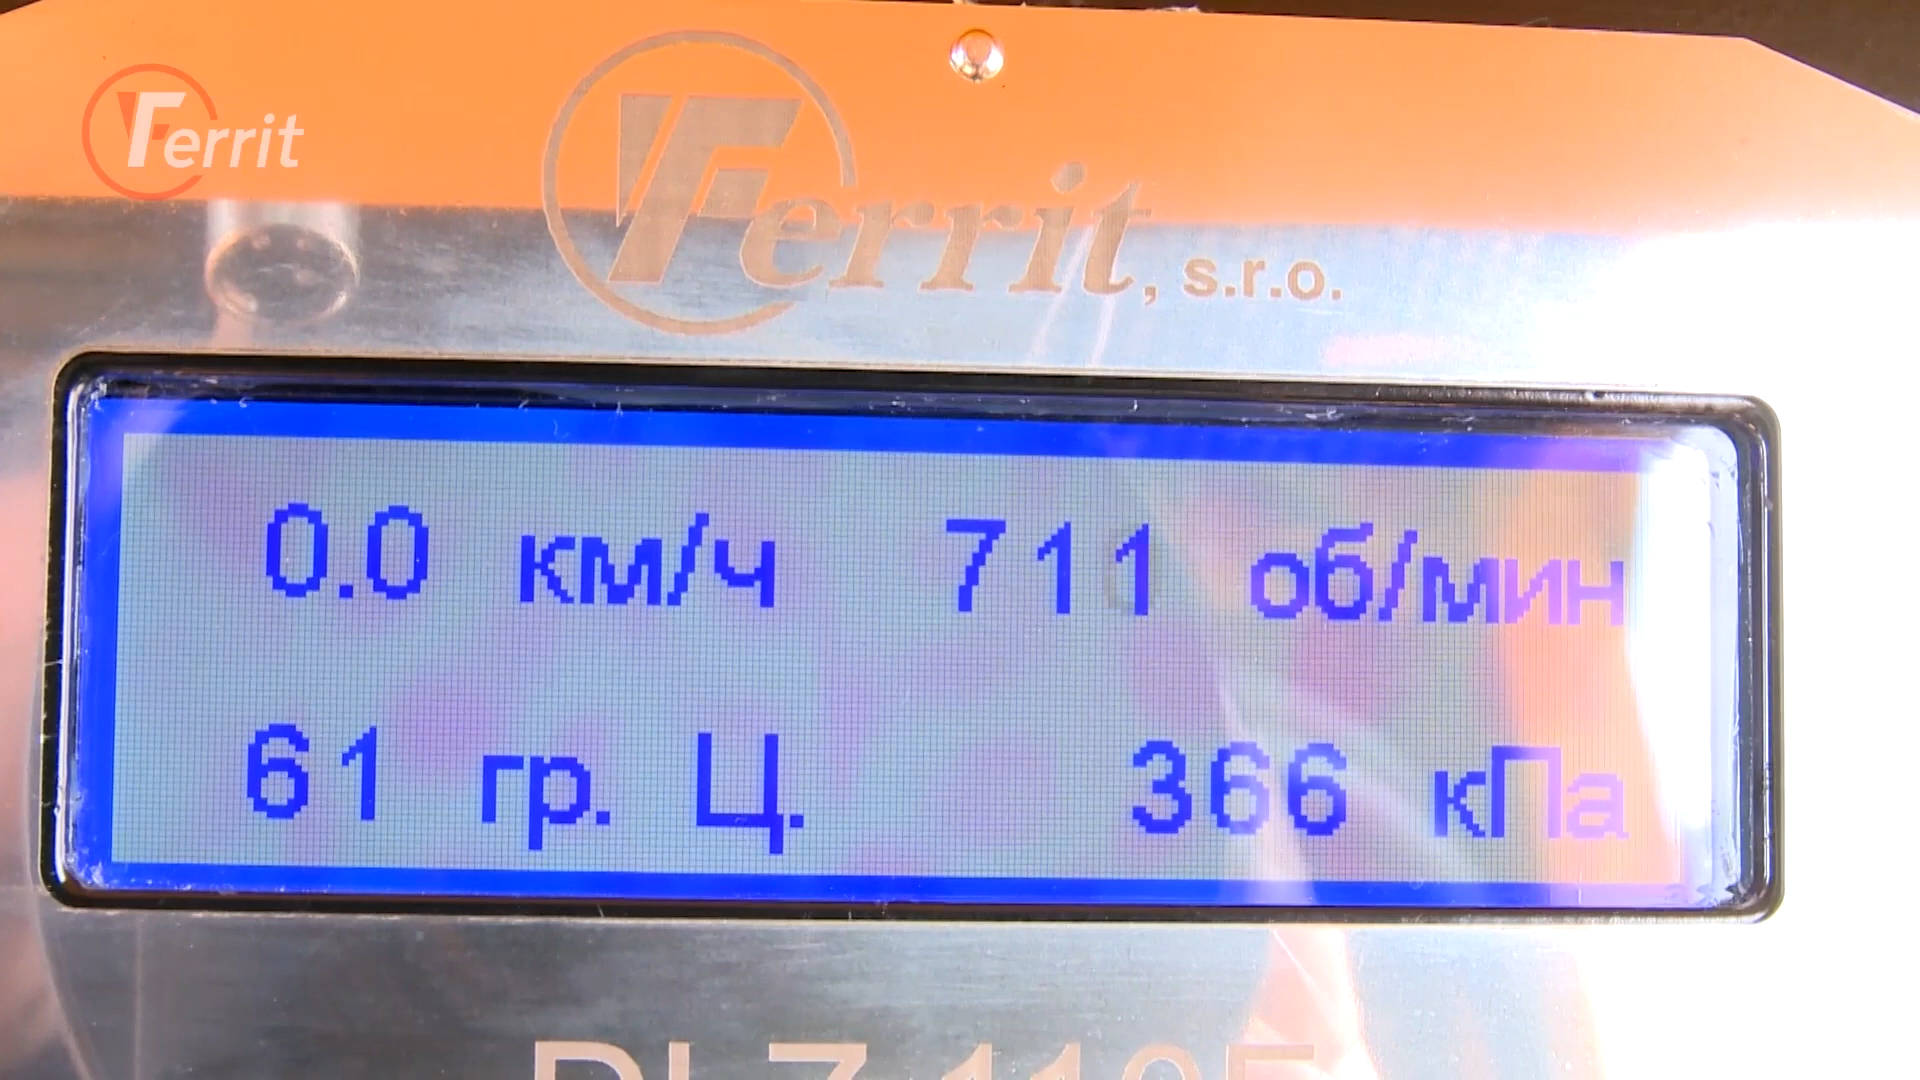 Ferrit
Ferrit, s.r.o.
0.0 км/ч 711 об/мин
61 гр. Ц. 366 кПа